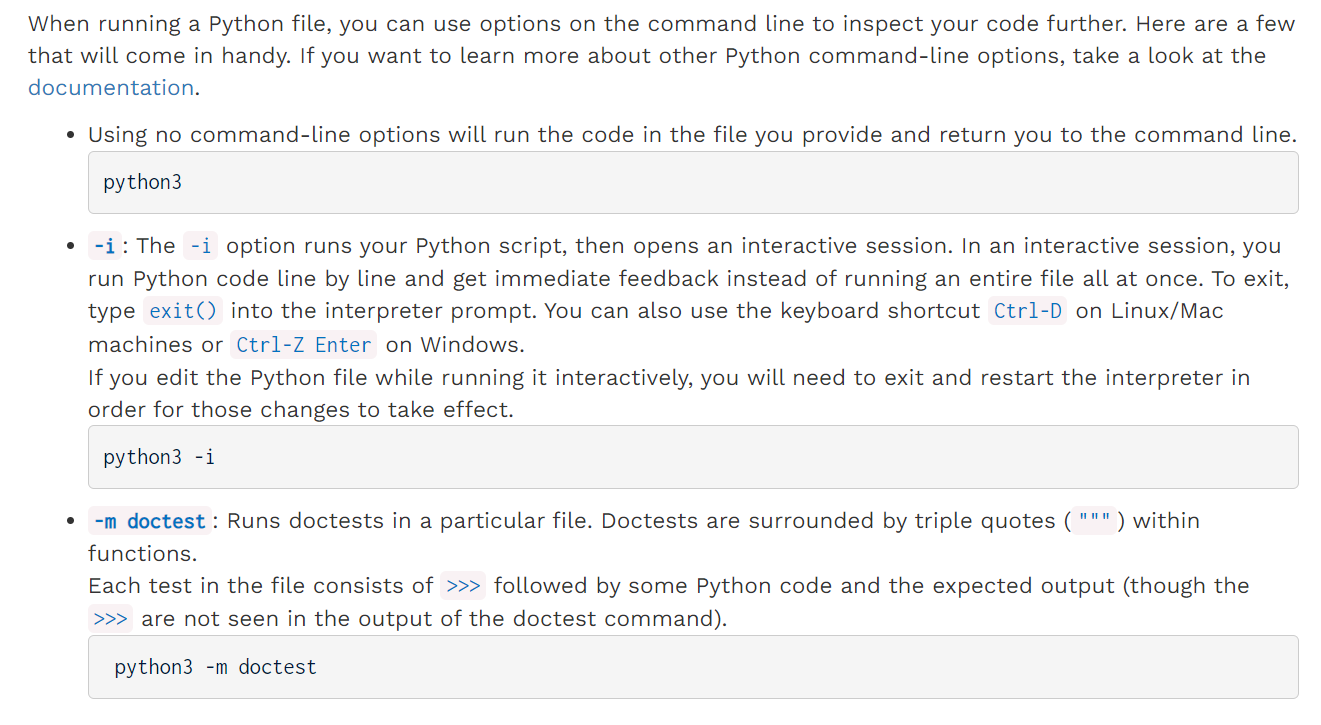 When running a Python file, you can use options on the command line to inspect your code further. Here are a few
that will come in handy. If you want to learn more about other Python command-line options, take a look at the
documentation.
• Using no command-line options will run the code in the file you provide and return you to the command line.
python3
• -i: The -i option runs your Python script, then opens an interactive session. In an interactive session, you
run Python code line by line and get immediate feedback instead of running an entire file all at once. To exit,
type exit() into the interpreter prompt. You can also use the keyboard shortcut Ctrl-D on Linux/Mac
machines or Ctrl-Z Enter on Windows.
If you edit the Python file while running it interactively, you will need to exit and restart the interpreter in
order for those changes to take effect.
python3 -i
• -m doctest: Runs doctests in a particular file. Doctests are surrounded by triple quotes (""") within
functions.
Each test in the file consists of >>> followed by some Python code and the expected output (though the
>>> are not seen in the output of the doctest command).
python3 -m doctest